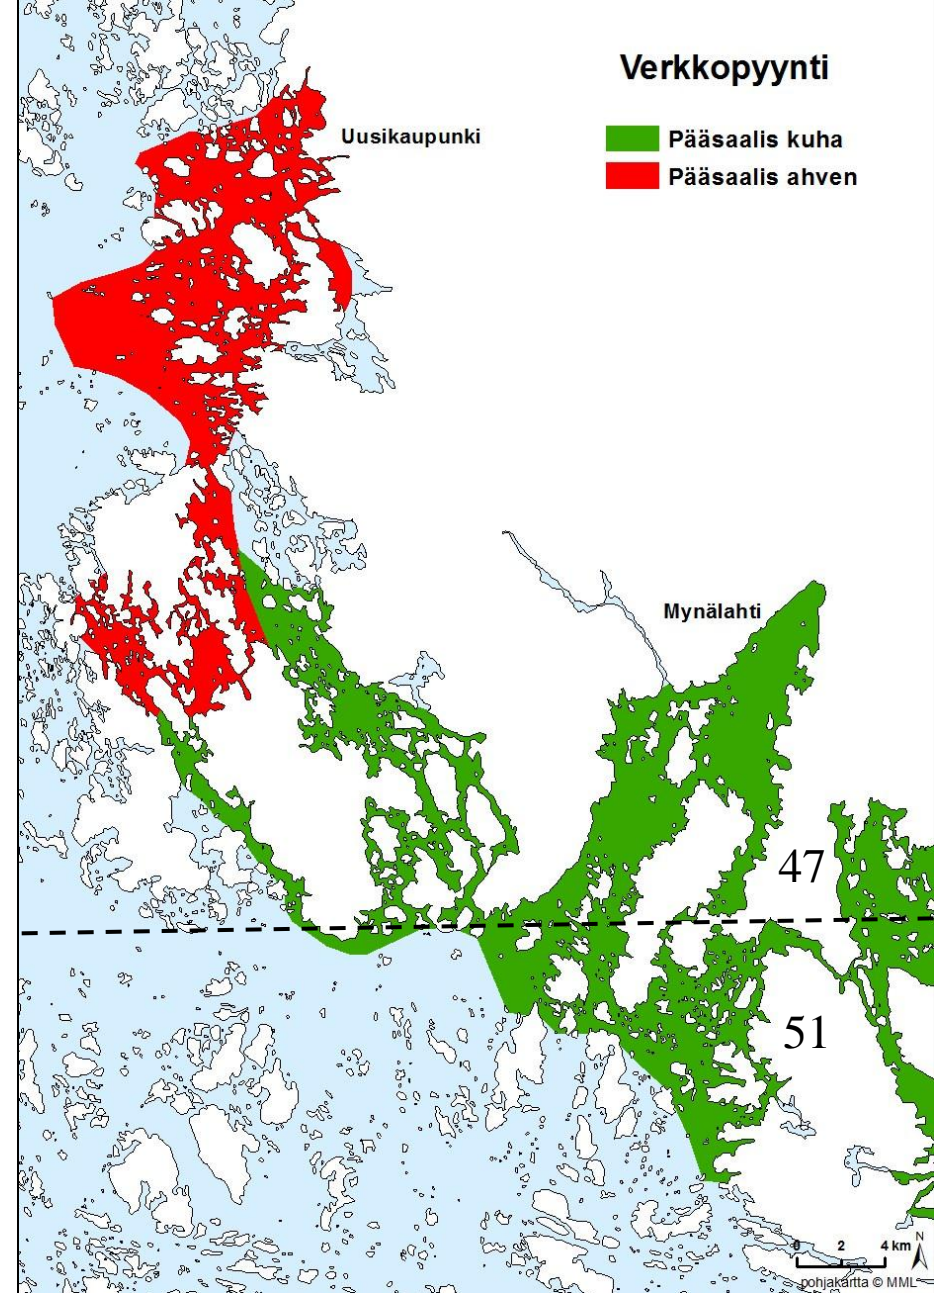 Verkkopyynti
Pääsaalis kuha
Pääsaalis ahven
Uusikaupunki
Mynälahti
47
51
0 2 4 km
N
pohjakartta © MML